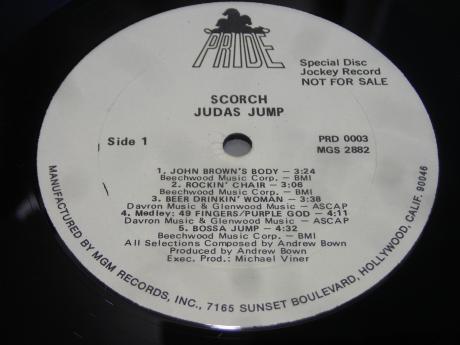 PRIDE
Special Disc
Jockey Record
NOT FOR SALE
SCORCH
JUDAS JUMP
Side 1
PRD 0003
MGS 2882
1. JOHN BROWN'S BODY — 3:24
Beechwood Music Corp. — BMI
2. ROCKIN' CHAIR — 3:06
Beechwood Music Corp. — BMI
3. BEER DRINKIN' WOMAN — 3:38
Davron Music & Glenwood Music — ASCAP
4. Medley: 49 FINGERS/PURPLE GOD — 4:11
Davron Music & Glenwood Music — ASCAP
5. BOSSA JUMP — 4:32
Beechwood Music Corp. — BMI
All Selections Composed by Andrew Bown
Produced by Andrew Bown
Exec. Prod.: Michael Viner
MANUFACTURED BY MGM RECORDS, INC., 7165 SUNSET BOULEVARD, HOLLYWOOD, CALIF. 90046